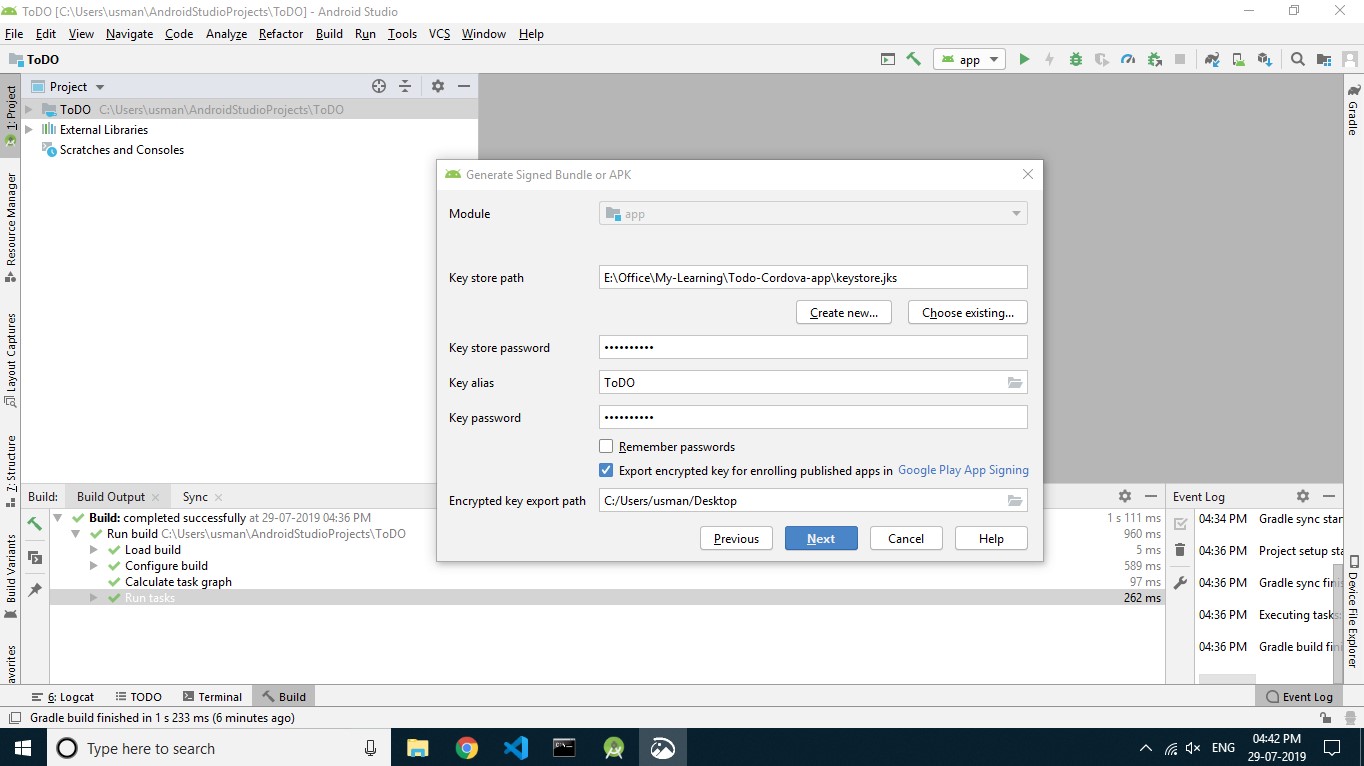 ToDO [C:\Users\usman\AndroidStudioProjects\ToDO] - Android Studio
File Edit View Navigate Code Analyze Refactor Build Run Tools VCS Window Help
ToDO
app
1: Project
Resource Manager
Layout Captures
Z: Structure
Build Variants
avorites
Project
ToDO C:\Users\usman\AndroidStudioProjects\ToDO
External Libraries
Scratches and Consoles
Gradle
Device File Explorer
Generate Signed Bundle or APK
Module app
Key store path E:\Office\My-Learning\Todo-Cordova-app\keystore.jks
Create new... Choose existing...
Key store password ••••••••••
Key alias ToDO
Key password ••••••••••
Remember passwords
Export encrypted key for enrolling published apps in Google Play App Signing
Encrypted key export path C:/Users/usman/Desktop
Previous Next Cancel Help
Build: Build Output Sync
Build: completed successfully at 29-07-2019 04:36 PM 1 s 111 ms
Run build C:\Users\usman\AndroidStudioProjects\ToDO 960 ms
Load build 5 ms
Configure build 589 ms
Calculate task graph 97 ms
Run tasks 262 ms
Event Log
04:34 PM Gradle sync star
04:36 PM Project setup sta
04:36 PM Gradle sync finis
04:36 PM Executing tasks:
04:36 PM Gradle build fini
6: Logcat TODO Terminal Build Event Log
Gradle build finished in 1 s 233 ms (6 minutes ago)
Type here to search
ENG
04:42 PM
29-07-2019